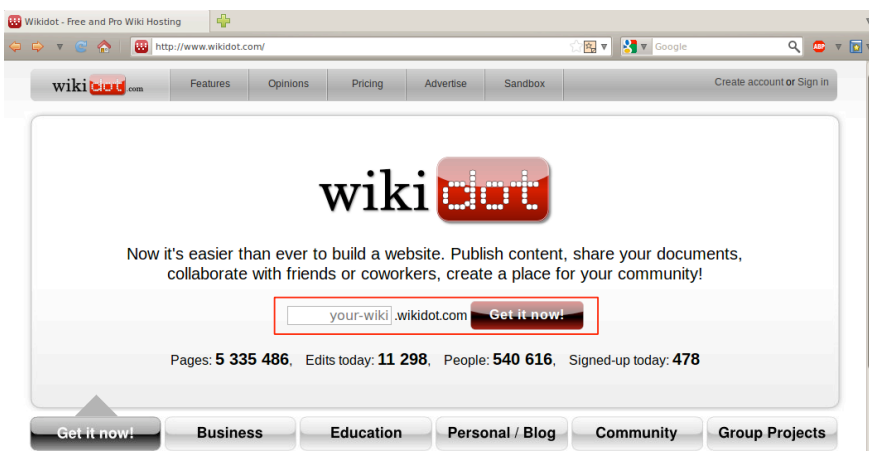 Wikidot - Free and Pro Wiki Hosting
http://www.wikidot.com/
Google
ABP
wikidot.com Features Opinions Pricing Advertise Sandbox Create account or Sign in
wikidot
Now it's easier than ever to build a website. Publish content, share your documents,
collaborate with friends or coworkers, create a place for your community!
your-wiki .wikidot.com Get it now!
Pages: 5 335 486, Edits today: 11 298, People: 540 616, Signed-up today: 478
Get it now! Business Education Personal / Blog Community Group Projects